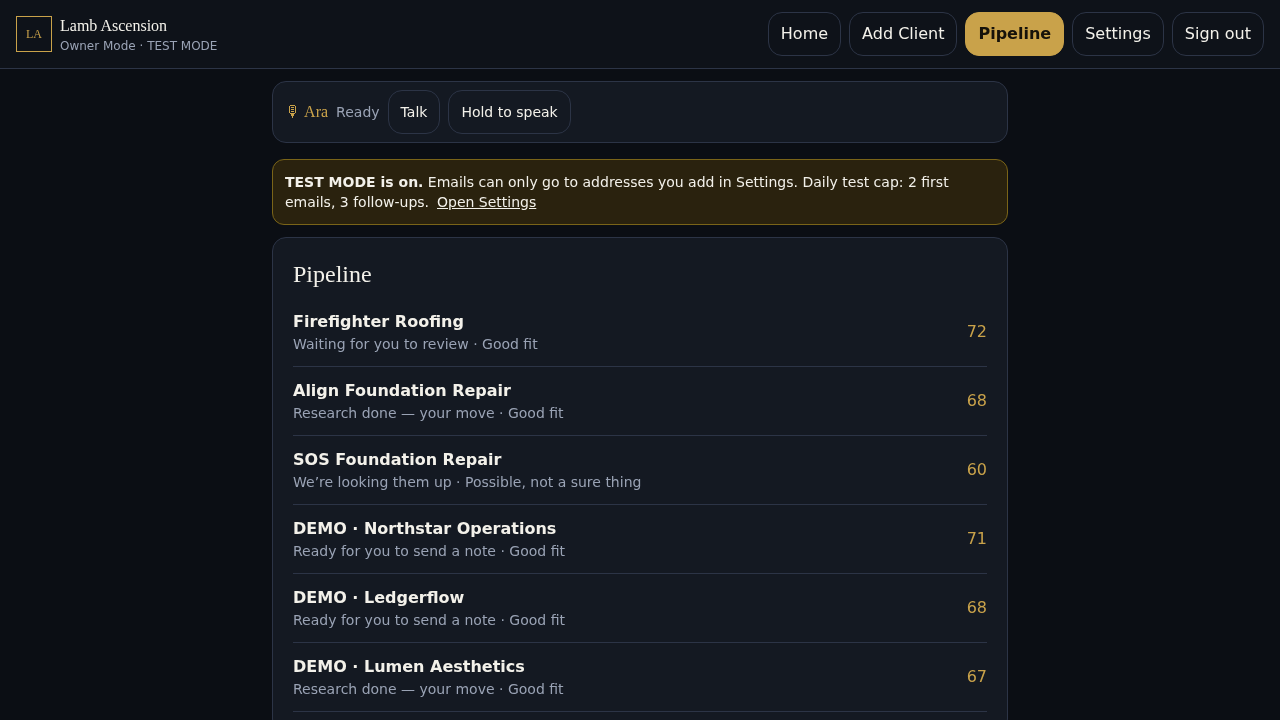 LA
Lamb Ascension
Owner Mode · TEST MODE
Home
Add Client
Pipeline
Settings
Sign out
🎙 Ara Ready Talk Hold to speak
TEST MODE is on. Emails can only go to addresses you add in Settings. Daily test cap: 2 first
emails, 3 follow-ups. Open Settings
Pipeline
Firefighter Roofing
Waiting for you to review · Good fit
72
Align Foundation Repair
Research done — your move · Good fit
68
SOS Foundation Repair
We’re looking them up · Possible, not a sure thing
60
DEMO · Northstar Operations
Ready for you to send a note · Good fit
71
DEMO · Ledgerflow
Ready for you to send a note · Good fit
68
DEMO · Lumen Aesthetics
Research done — your move · Good fit
67